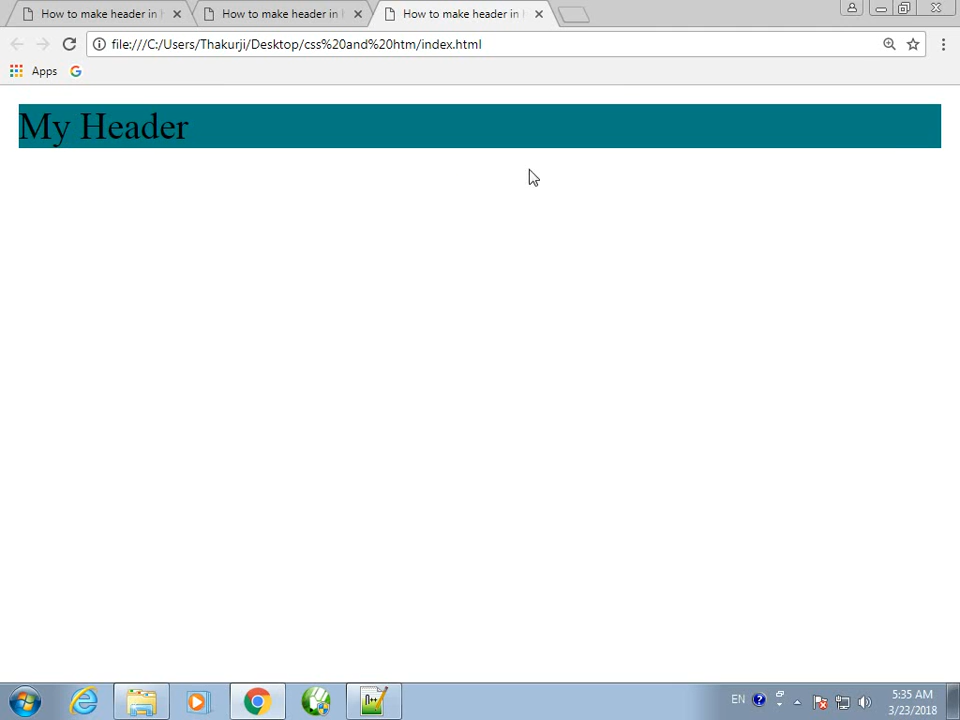 How to make header in
How to make header in
How to make header in
file:///C:/Users/Thakurji/Desktop/css%20and%20htm/index.html
Apps
My Header
EN
5:35 AM
3/23/2018